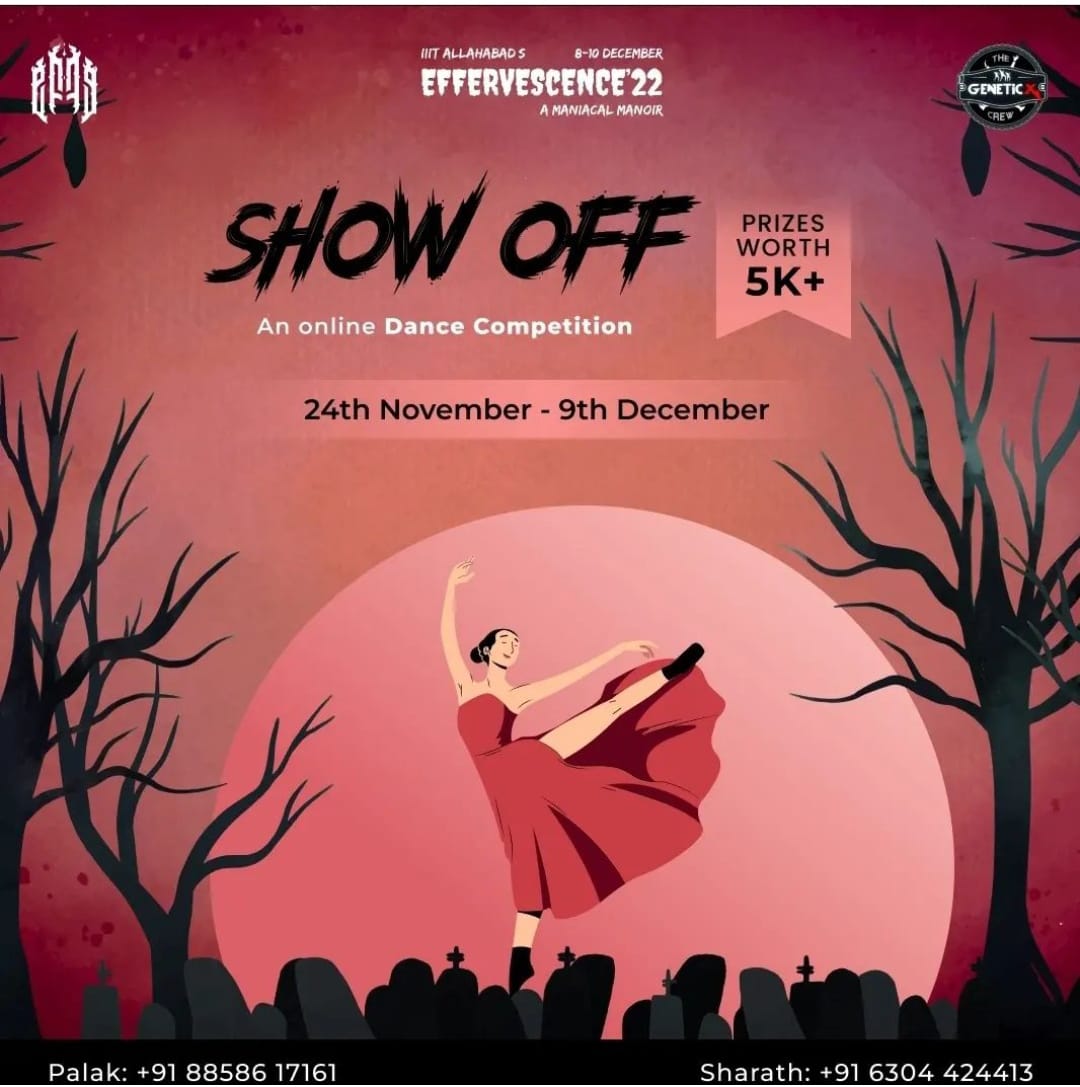 IIIT ALLAHABAD S 8-10 DECEMBER
EFFERVESCENCE'22
A MANIACAL MANOIR
THE
GENETICX
CREW
SHOW OFF
PRIZES
WORTH
5K+
An online Dance Competition
24th November - 9th December
Palak: +91 88586 17161
Sharath: +91 6304 424413